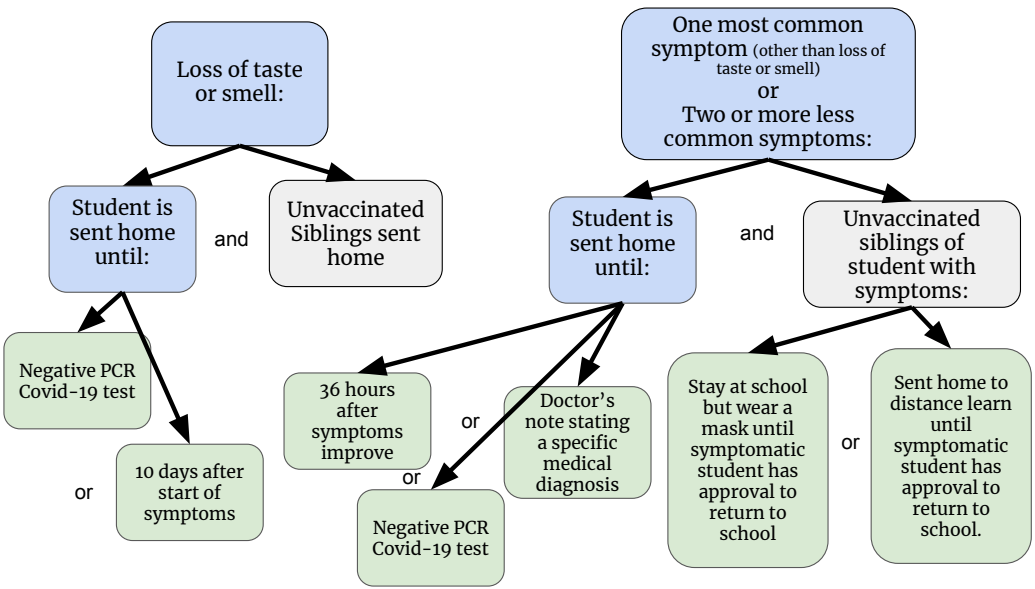 Loss of taste
or smell:
Student is
sent home
until:
and
Unvaccinated
Siblings sent
home
Negative PCR
Covid-19 test
or
10 days after
start of
symptoms
One most common
symptom (other than loss of
taste or smell)
or
Two or more less
common symptoms:
Student is
sent home
until:
and
Unvaccinated
siblings of
student with
symptoms:
36 hours
after
symptoms
improve
or
Doctor's
note stating
a specific
medical
diagnosis
or
Negative PCR
Covid-19 test
Stay at school
but wear a
mask until
symptomatic
student has
approval to
return to
school
or
Sent home to
distance learn
until
symptomatic
student has
approval to
return to
school.